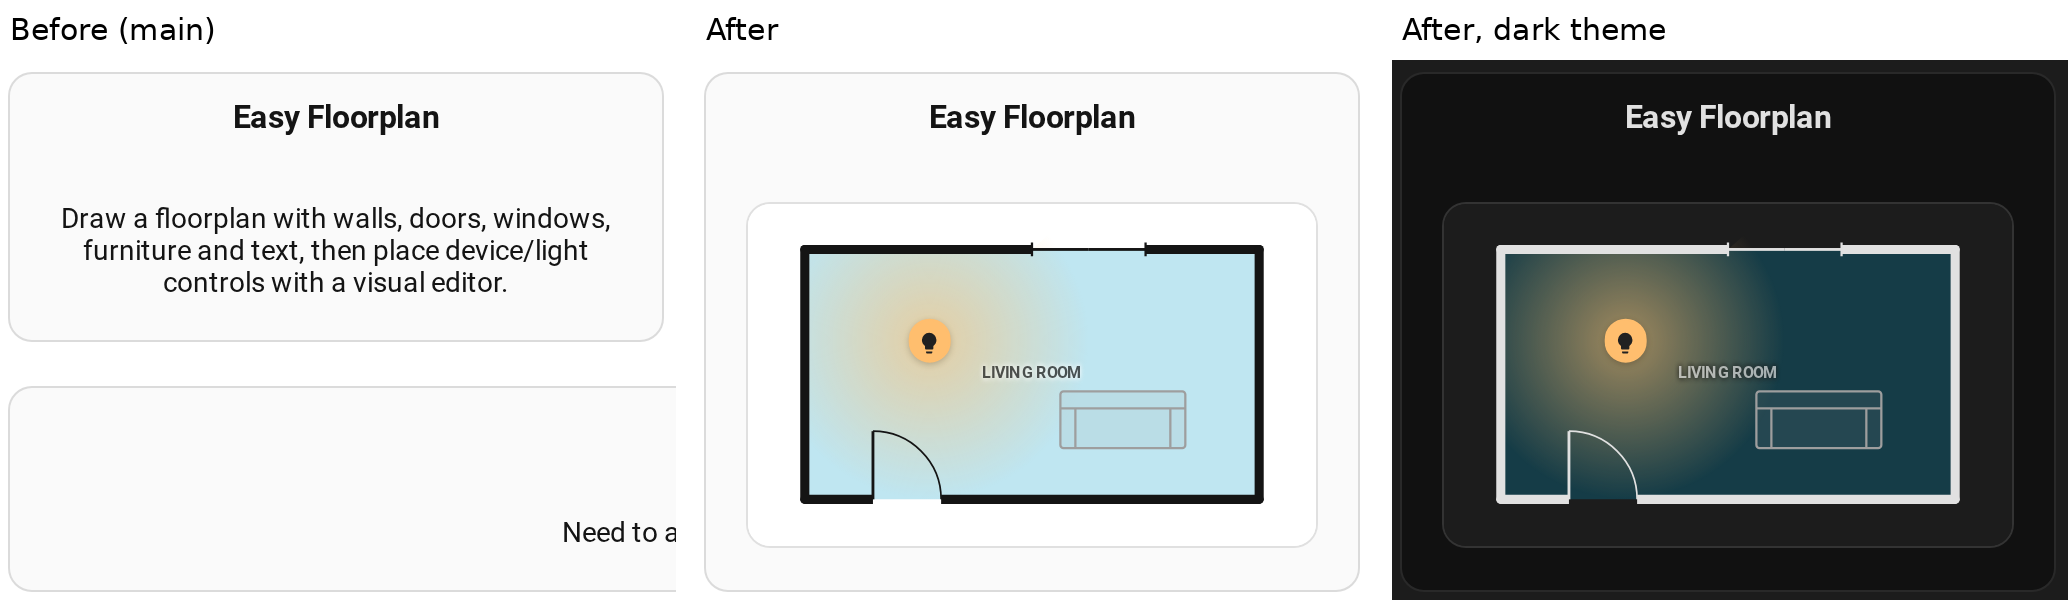 Before (main)
Easy Floorplan
Draw a floorplan with walls, doors, windows,
furniture and text, then place device/light
controls with a visual editor.
Need to a
After
Easy Floorplan
LIVING ROOM
After, dark theme
Easy Floorplan
LIVING ROOM